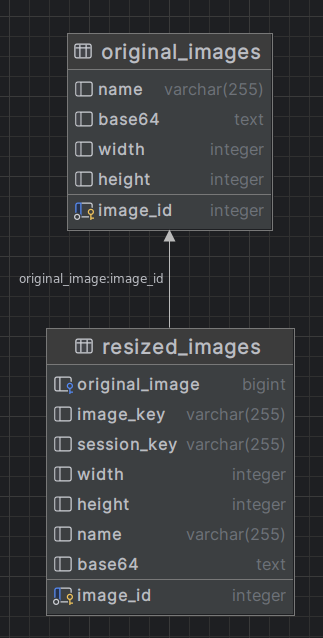 original_images
name varchar(255)
base64 text
width integer
height integer
image_id integer
original_image:image_id
resized_images
original_image bigint
image_key varchar(255)
session_key varchar(255)
width integer
height integer
name varchar(255)
base64 text
image_id integer